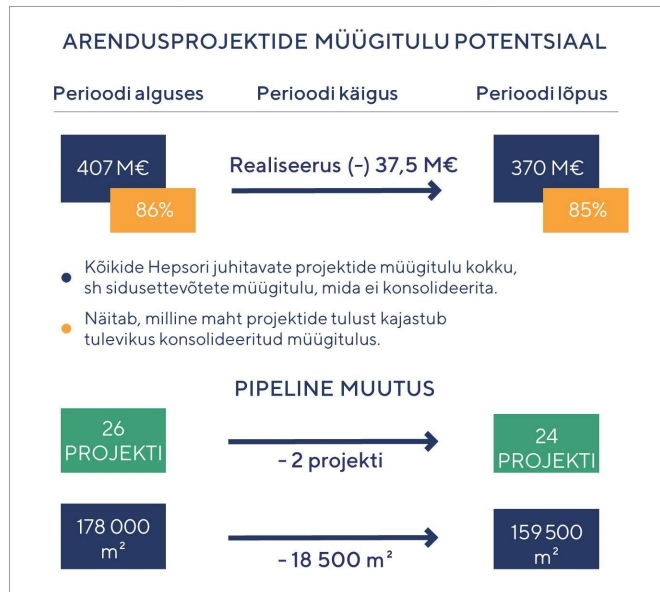 ARENDUSPROJEKTIDE MÜÜGITULU POTENTSIAAL
Perioodi alguses
Perioodi käigus
Perioodi lõpus
407 M€
86%
Realiseerus (-) 37,5 M€
370 M€
85%
Kõikide Hepsori juhitavate projektide müügitulu kokku,
sh sidusettevõtete müügitulu, mida ei konsolideerita.
Näitab, milline maht projektide tulust kajastub
tulevikus konsolideeritud müügitulus.
PIPELINE MUUTUS
26
PROJEKTI
- 2 projekti
24
PROJEKTI
178 000
m²
- 18 500 m²
159 500
m²